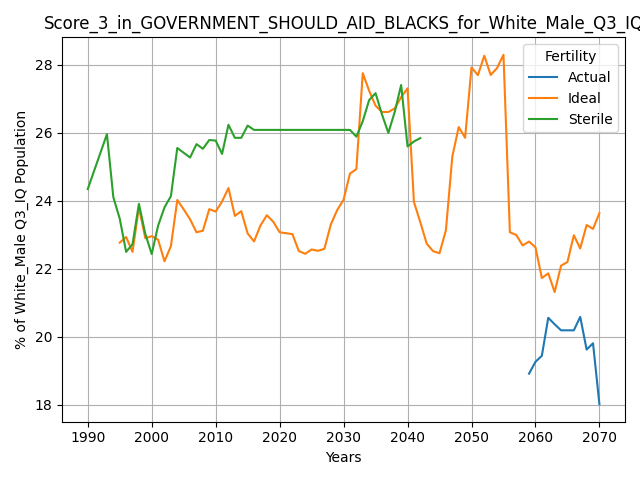 Score_3_in_GOVERNMENT_SHOULD_AID_BLACKS_for_White_Male_Q3_IQ
Fertility
Actual
Ideal
Sterile
% of White_Male Q3_IQ Population
28
26
24
22
20
18
1990 2000 2010 2020 2030 2040 2050 2060 2070
Years